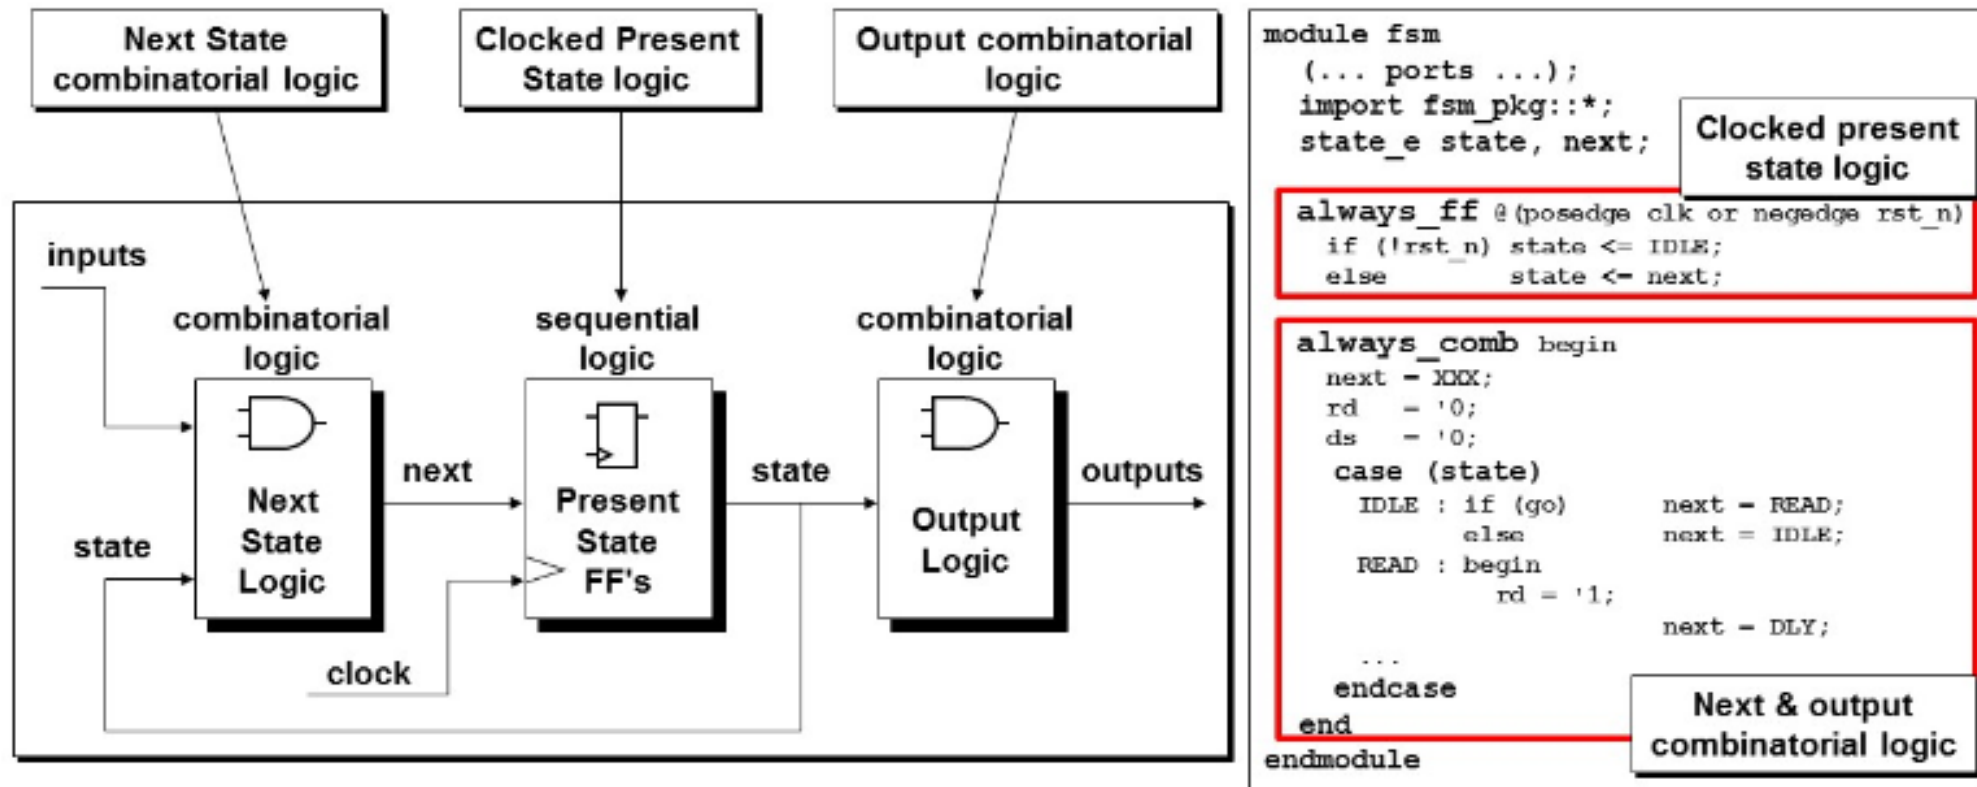 Next State
combinatorial logic
Clocked Present
State logic
Output combinatorial
logic
inputs
combinatorial
logic
sequential
logic
combinatorial
logic
next
state
outputs
Next
State
Logic
Present
State
FF's
Output
Logic
state
clock
module fsm
(... ports ...);
import fsm_pkg::*;
state_e state, next;
Clocked present
state logic
always_ff @(posedge clk or negedge rst_n)
if (!rst_n) state <= IDLE;
else state <= next;
always_comb begin
next = XXX;
rd = '0;
ds = '0;
case (state)
IDLE : if (go) next = READ;
else next = IDLE;
READ : begin
rd = '1;
next = DLY;
...
endcase
end
endmodule
Next & output
combinatorial logic